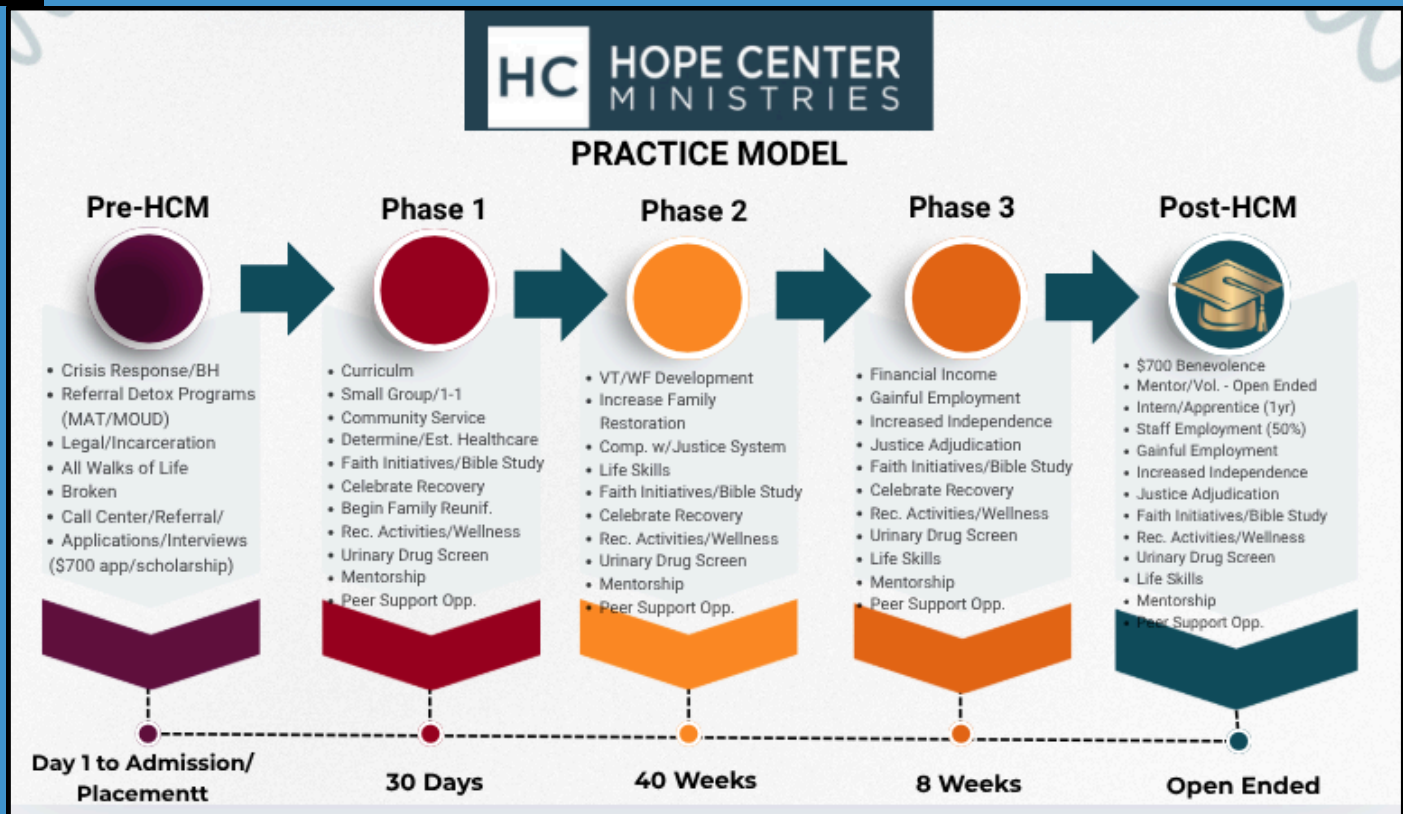 HC
HOPE CENTER
MINISTRIES
PRACTICE MODEL
Pre-HCM
• Crisis Response/BH
• Referral Detox Programs
(MAT/MOUD)
• Legal/Incarceration
• All Walks of Life
• Broken
• Call Center/Referral/
• Applications/Interviews
($700 app/scholarship)
Day 1 to Admission/
Placementt
Phase 1
• Curriculm
• Small Group/1-1
• Community Service
• Determine/Est. Healthcare
• Faith Initiatives/Bible Study
• Celebrate Recovery
• Begin Family Reunif.
• Rec. Activities/Wellness
• Urinary Drug Screen
• Mentorship
• Peer Support Opp.
30 Days
Phase 2
• VT/WF Development
• Increase Family
Restoration
• Comp. w/Justice System
• Life Skills
• Faith Initiatives/Bible Study
• Celebrate Recovery
• Rec. Activities/Wellness
• Urinary Drug Screen
• Mentorship
• Peer Support Opp.
40 Weeks
Phase 3
• Financial Income
• Gainful Employment
• Increased Independence
• Justice Adjudication
• Faith Initiatives/Bible Study
• Celebrate Recovery
• Rec. Activities/Wellness
• Urinary Drug Screen
• Life Skills
• Mentorship
• Peer Support Opp.
8 Weeks
Post-HCM
• $700 Benevolence
• Mentor/Vol. - Open Ended
• Intern/Apprentice (1yr)
• Staff Employment (50%)
• Gainful Employment
• Increased Independence
• Justice Adjudication
• Faith Initiatives/Bible Study
• Rec. Activities/Wellness
• Urinary Drug Screen
• Life Skills
• Mentorship
• Peer Support Opp.
Open Ended